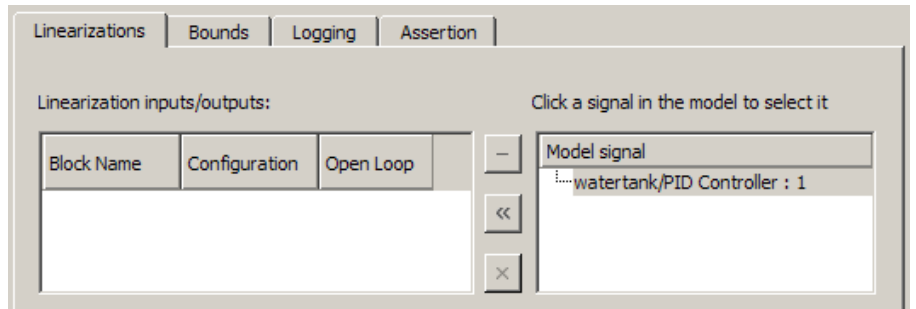 Linearizations Bounds Logging Assertion
Linearization inputs/outputs: Click a signal in the model to select it
Block Name Configuration Open Loop − Model signal
watertank/PID Controller : 1
«
×